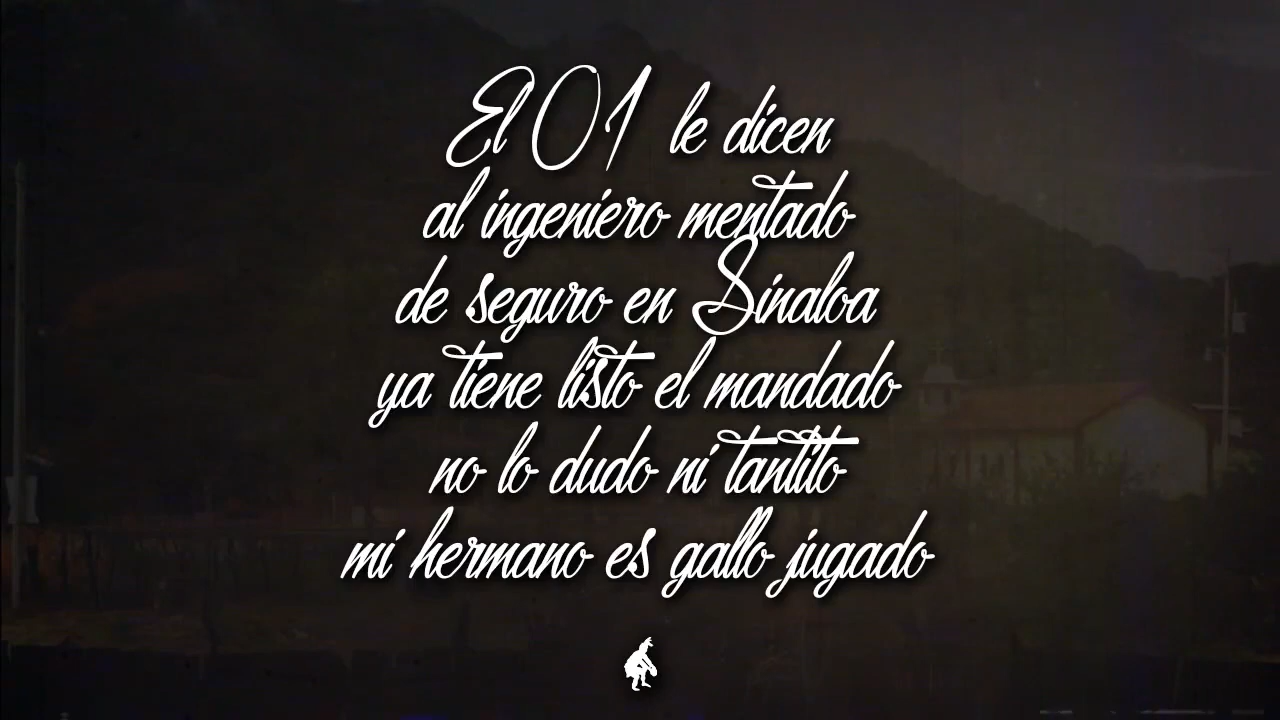 El 01 le dicen
al ingeniero mentado
de seguro en Sinaloa
ya tiene listo el mandado
no lo dudo ni tantito
mi hermano es gallo jugado